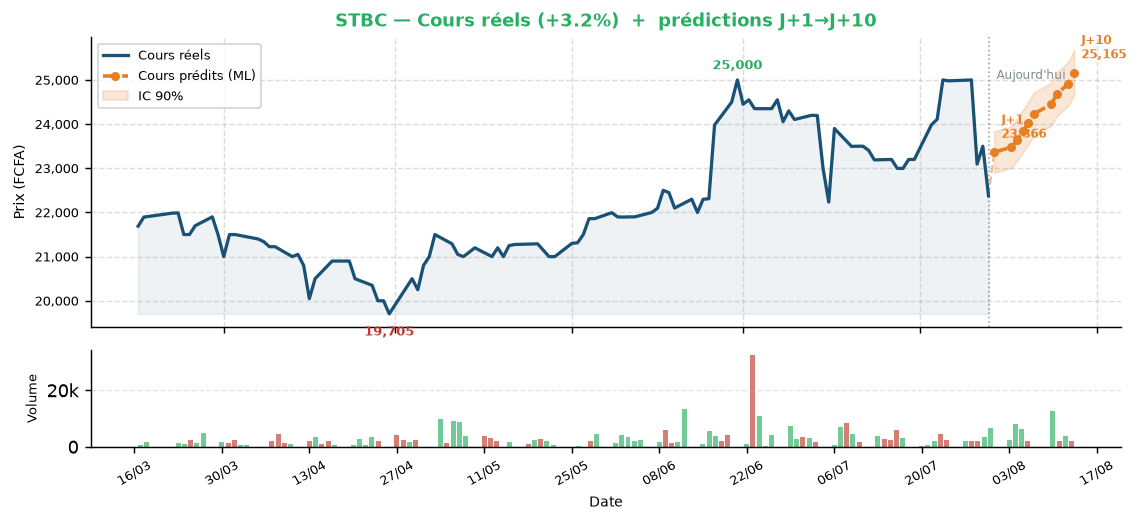 STBC — Cours réels (+3.2%) + prédictions J+1→J+10
Cours réels
Cours prédits (ML)
IC 90%
Prix (FCFA)
25,000
24,000
23,000
22,000
21,000
20,000
25,000
19,705
Aujourd'hui
J+1
23,366
J+10
25,165
Volume
20k
0
16/03
30/03
13/04
27/04
11/05
25/05
08/06
22/06
06/07
20/07
03/08
17/08
Date